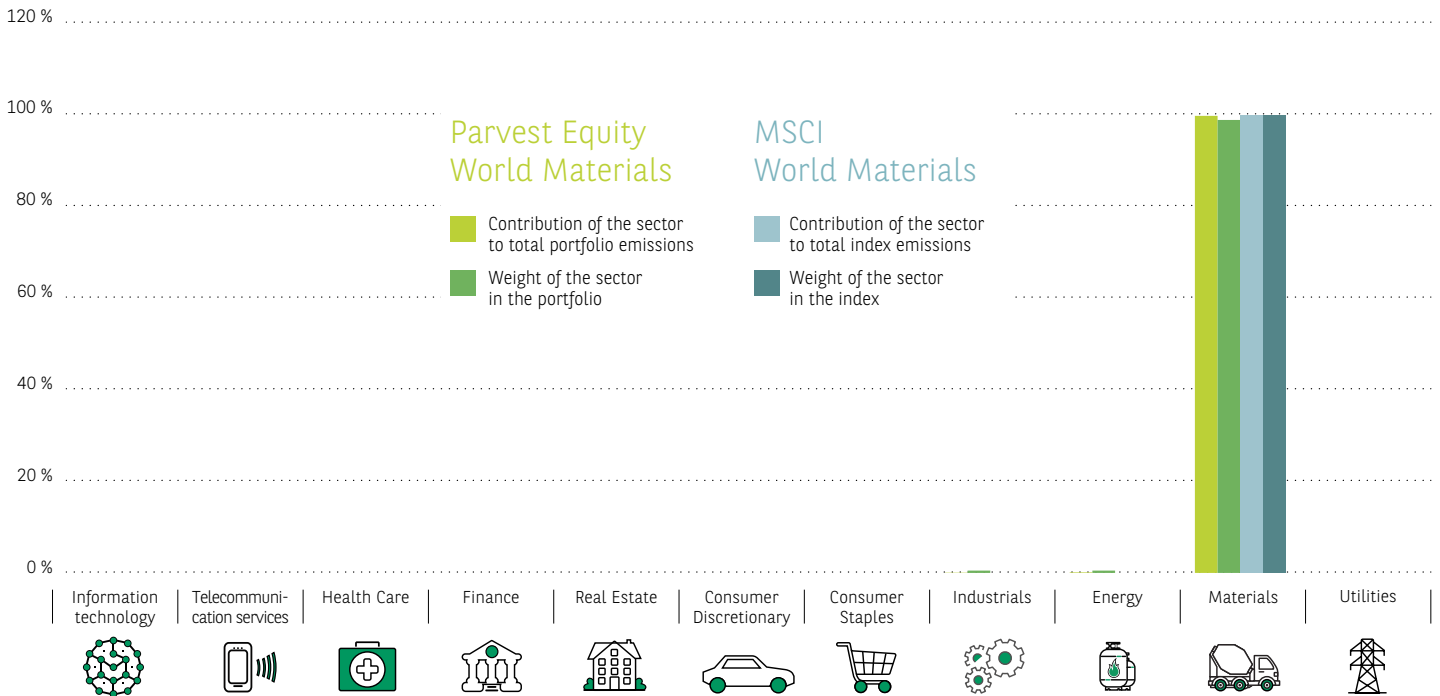 120 %
100 %
80 %
60 %
40 %
20 %
0 %
Parvest Equity
World Materials
Contribution of the sector
to total portfolio emissions
Weight of the sector
in the portfolio
MSCI
World Materials
Contribution of the sector
to total index emissions
Weight of the sector
in the index
Information
technology
Telecommuni-
cation services
Health Care
Finance
Real Estate
Consumer
Discretionary
Consumer
Staples
Industrials
Energy
Materials
Utilities